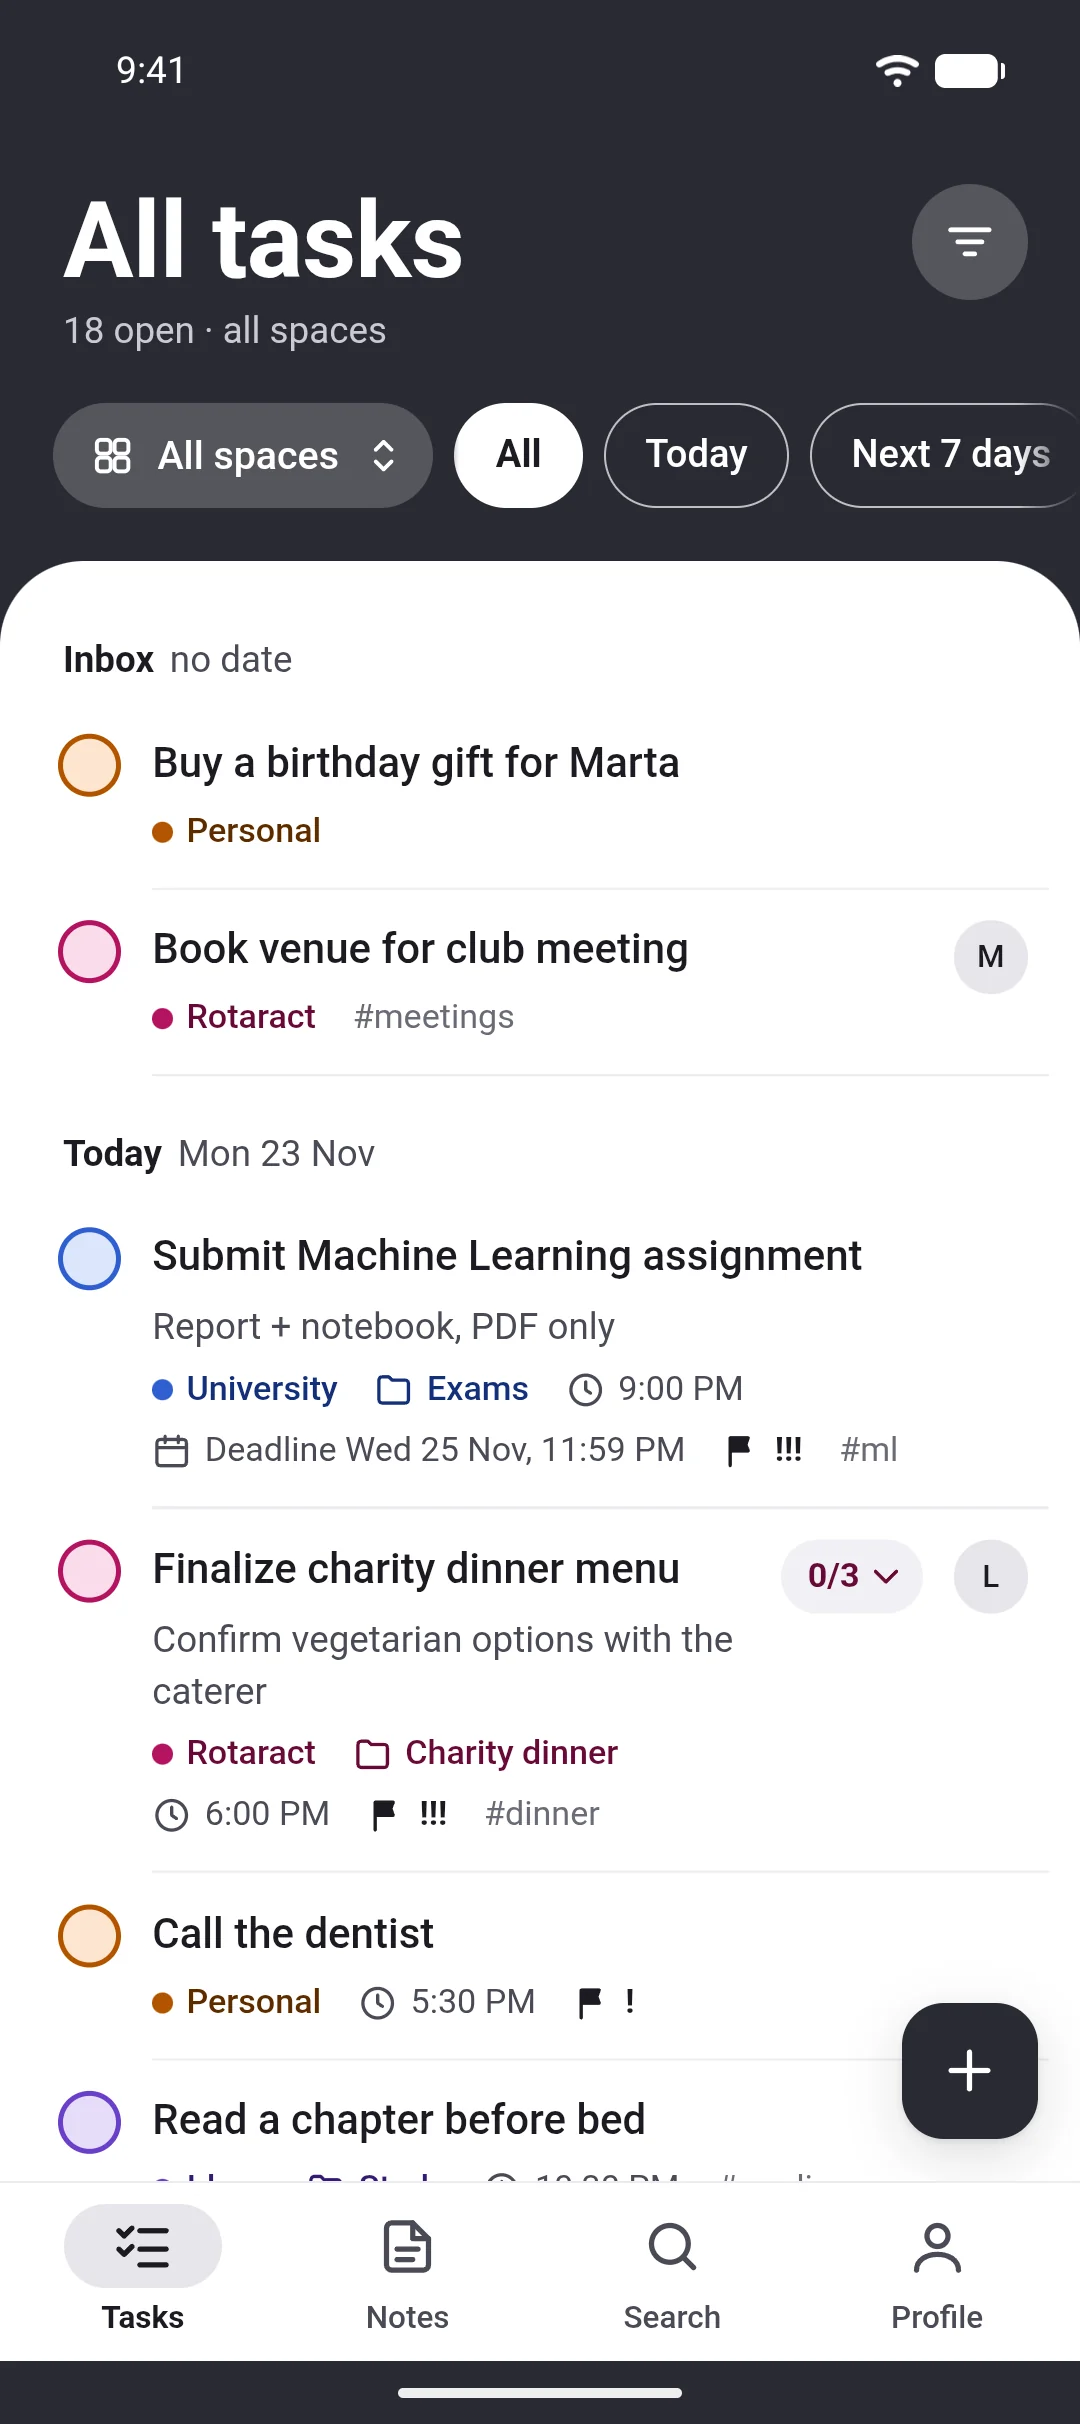 9:41
All tasks
18 open · all spaces
All spaces All Today Next 7 days
Inbox no date
Buy a birthday gift for Marta
Personal
Book venue for club meeting M
Rotaract #meetings
Today Mon 23 Nov
Submit Machine Learning assignment
Report + notebook, PDF only
University Exams 9:00 PM
Deadline Wed 25 Nov, 11:59 PM !!! #ml
Finalize charity dinner menu 0/3 L
Confirm vegetarian options with the
caterer
Rotaract Charity dinner
6:00 PM !!! #dinner
Call the dentist
Personal 5:30 PM !
Read a chapter before bed
Tasks Notes Search Profile